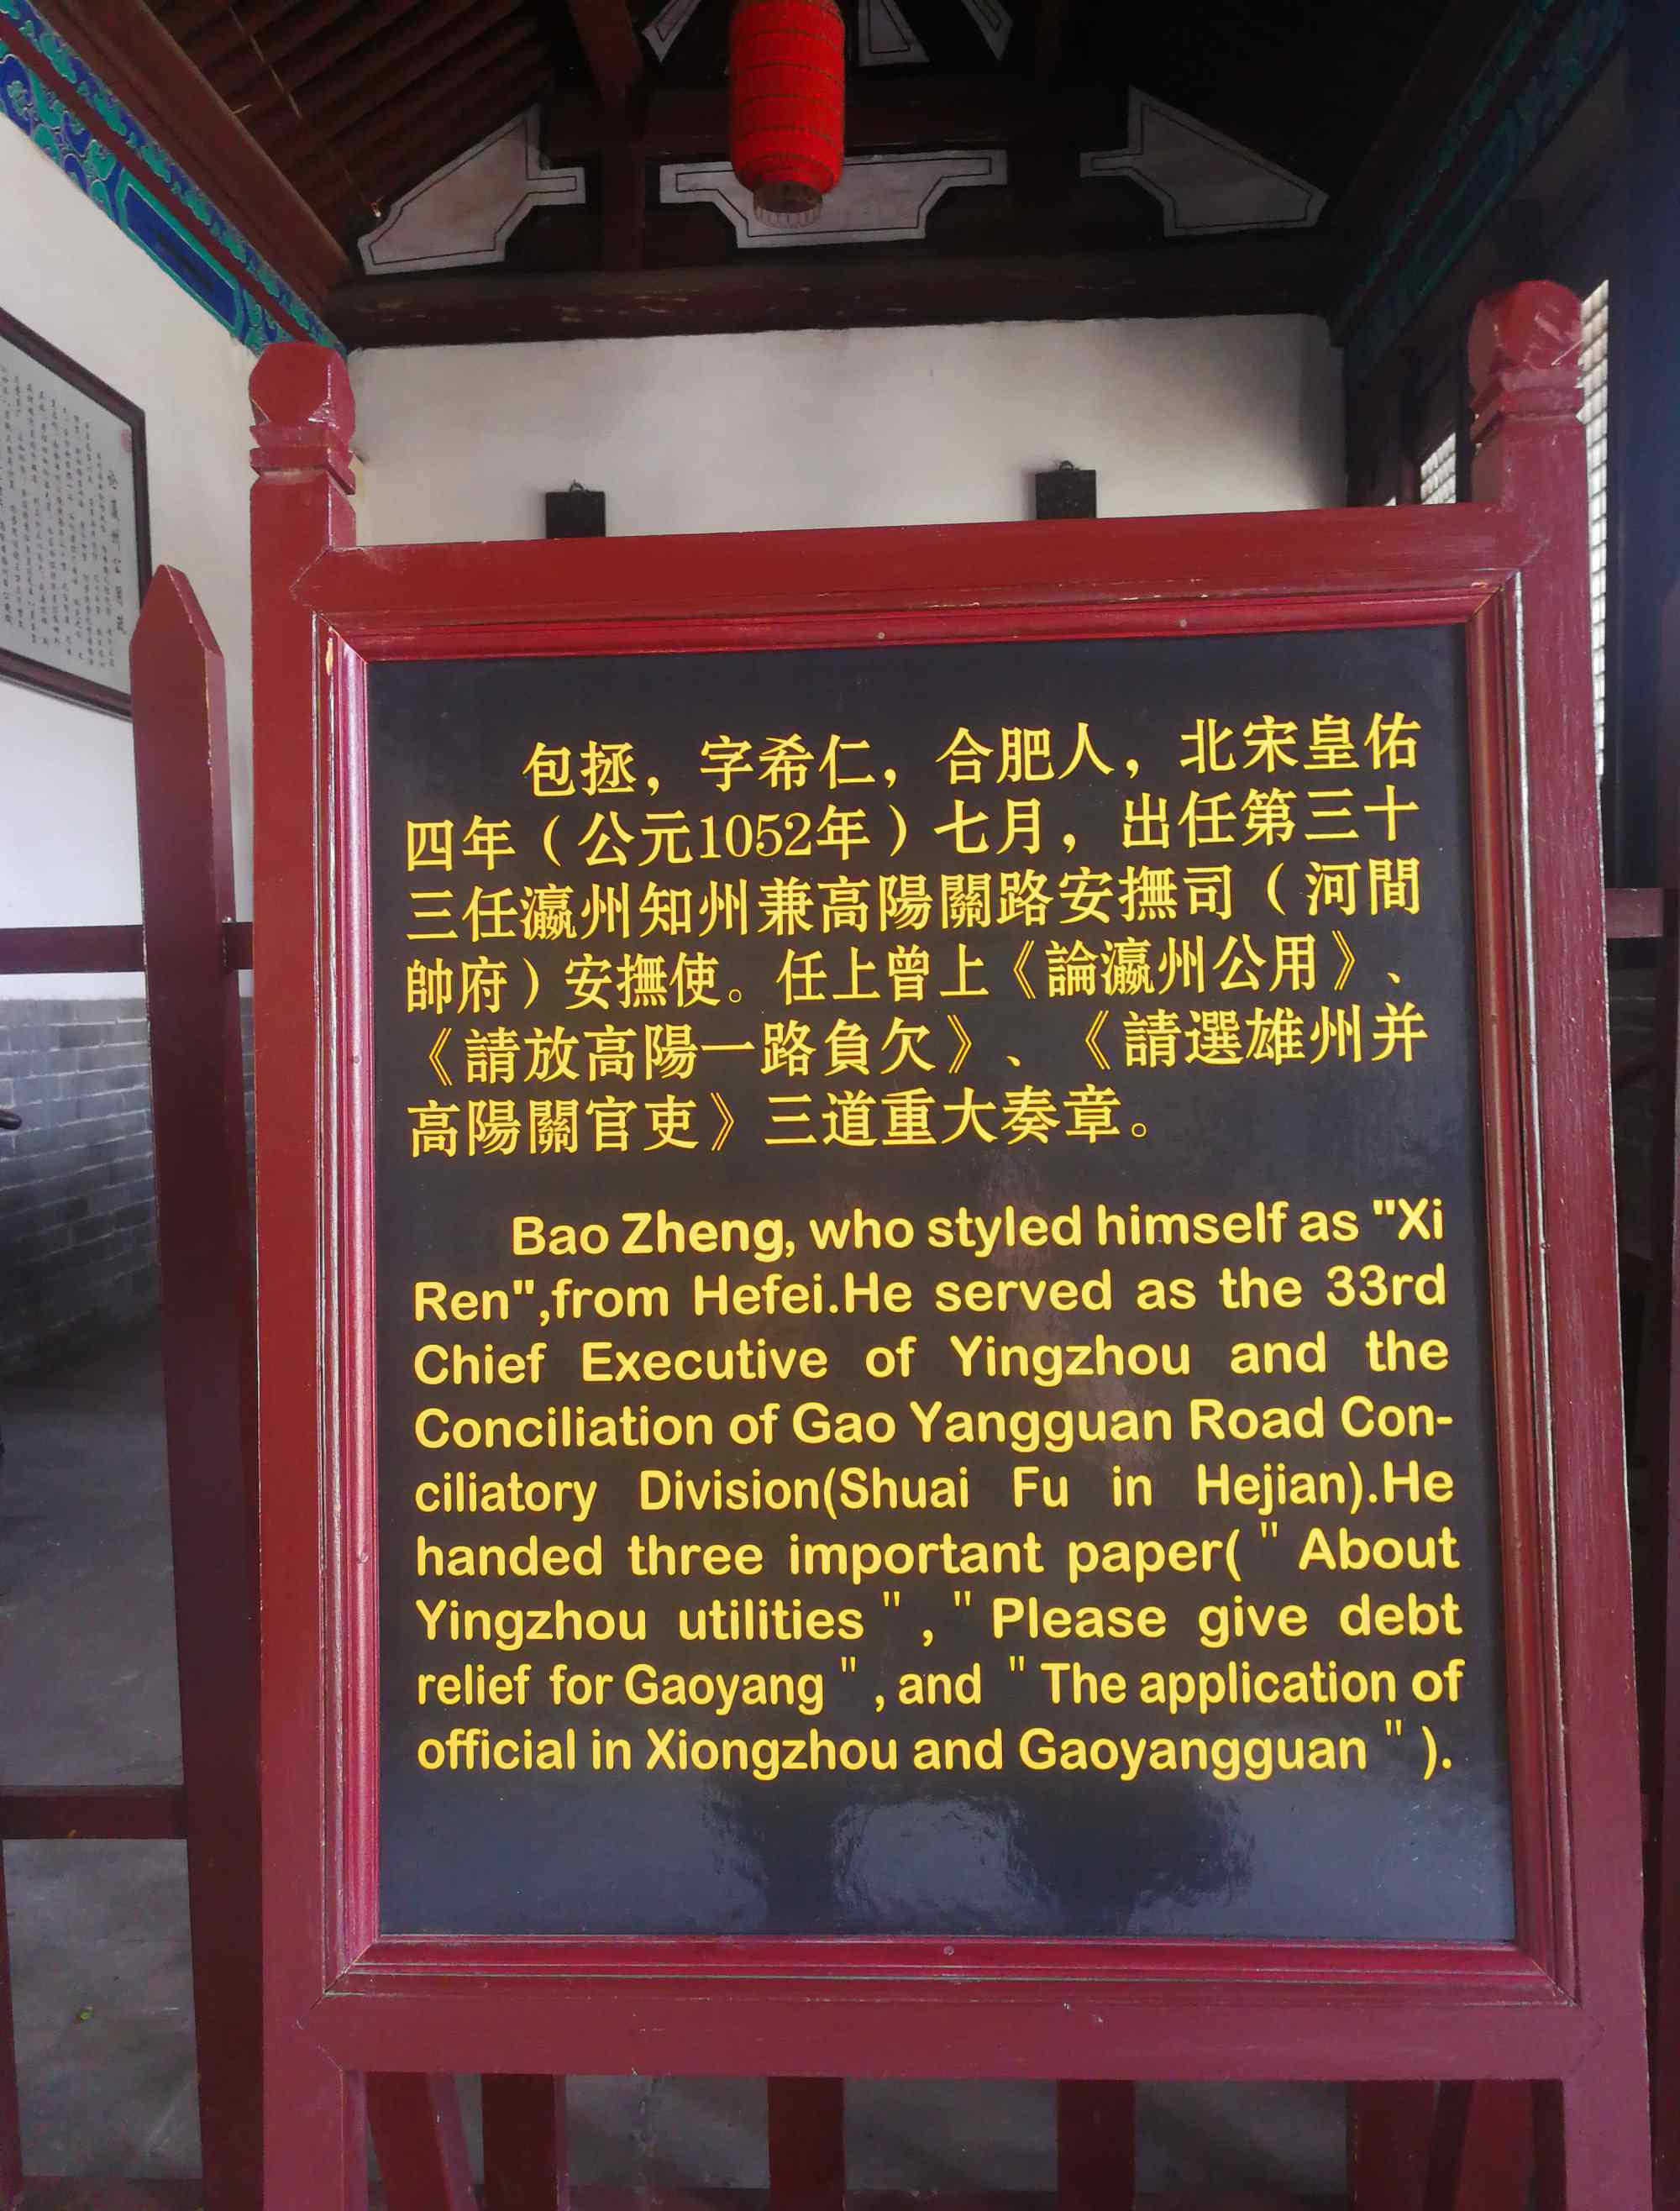 包拯，字希仁，合肥人，北宋皇佑
四年（公元1052年）七月，出任第三十
三任瀛州知州兼高陽關路安撫司（河間
帥府）安撫使。任上曾上《論瀛州公用》、
《請放高陽一路負欠》、《請選雄州并
高陽關官吏》三道重大奏章。
Bao Zheng, who styled himself as "Xi
Ren",from Hefei.He served as the 33rd
Chief Executive of Yingzhou and the
Conciliation of Gao Yangguan Road Con-
ciliatory Division(Shuai Fu in Hejian).He
handed three important paper( " About
Yingzhou utilities " , " Please give debt
relief for Gaoyang " , and " The application of
official in Xiongzhou and Gaoyangguan " ).